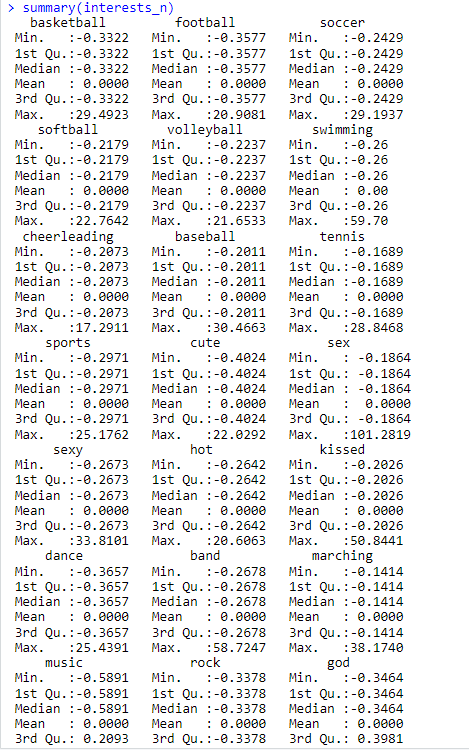 > summary(interests_n)
basketball football soccer
Min. :-0.3322 Min. :-0.3577 Min. :-0.2429
1st Qu.:-0.3322 1st Qu.:-0.3577 1st Qu.:-0.2429
Median :-0.3322 Median :-0.3577 Median :-0.2429
Mean : 0.0000 Mean : 0.0000 Mean : 0.0000
3rd Qu.:-0.3322 3rd Qu.:-0.3577 3rd Qu.:-0.2429
Max. :29.4923 Max. :20.9081 Max. :29.1937
softball volleyball swimming
Min. :-0.2179 Min. :-0.2237 Min. :-0.26
1st Qu.:-0.2179 1st Qu.:-0.2237 1st Qu.:-0.26
Median :-0.2179 Median :-0.2237 Median :-0.26
Mean : 0.0000 Mean : 0.0000 Mean : 0.00
3rd Qu.:-0.2179 3rd Qu.:-0.2237 3rd Qu.:-0.26
Max. :22.7642 Max. :21.6533 Max. :59.70
cheerleading baseball tennis
Min. :-0.2073 Min. :-0.2011 Min. :-0.1689
1st Qu.:-0.2073 1st Qu.:-0.2011 1st Qu.:-0.1689
Median :-0.2073 Median :-0.2011 Median :-0.1689
Mean : 0.0000 Mean : 0.0000 Mean : 0.0000
3rd Qu.:-0.2073 3rd Qu.:-0.2011 3rd Qu.:-0.1689
Max. :17.2911 Max. :30.4663 Max. :28.8468
sports cute sex
Min. :-0.2971 Min. :-0.4024 Min. : -0.1864
1st Qu.:-0.2971 1st Qu.:-0.4024 1st Qu.: -0.1864
Median :-0.2971 Median :-0.4024 Median : -0.1864
Mean : 0.0000 Mean : 0.0000 Mean : 0.0000
3rd Qu.:-0.2971 3rd Qu.:-0.4024 3rd Qu.: -0.1864
Max. :25.1762 Max. :22.0292 Max. :101.2819
sexy hot kissed
Min. :-0.2673 Min. :-0.2642 Min. :-0.2026
1st Qu.:-0.2673 1st Qu.:-0.2642 1st Qu.:-0.2026
Median :-0.2673 Median :-0.2642 Median :-0.2026
Mean : 0.0000 Mean : 0.0000 Mean : 0.0000
3rd Qu.:-0.2673 3rd Qu.:-0.2642 3rd Qu.:-0.2026
Max. :33.8101 Max. :20.6063 Max. :50.8441
dance band marching
Min. :-0.3657 Min. :-0.2678 Min. :-0.1414
1st Qu.:-0.3657 1st Qu.:-0.2678 1st Qu.:-0.1414
Median :-0.3657 Median :-0.2678 Median :-0.1414
Mean : 0.0000 Mean : 0.0000 Mean : 0.0000
3rd Qu.:-0.3657 3rd Qu.:-0.2678 3rd Qu.:-0.1414
Max. :25.4391 Max. :58.7247 Max. :38.1740
music rock god
Min. :-0.5891 Min. :-0.3378 Min. :-0.3464
1st Qu.:-0.5891 1st Qu.:-0.3378 1st Qu.:-0.3464
Median :-0.5891 Median :-0.3378 Median :-0.3464
Mean : 0.0000 Mean : 0.0000 Mean : 0.0000
3rd Qu.: 0.2093 3rd Qu.:-0.3378 3rd Qu.: 0.3981